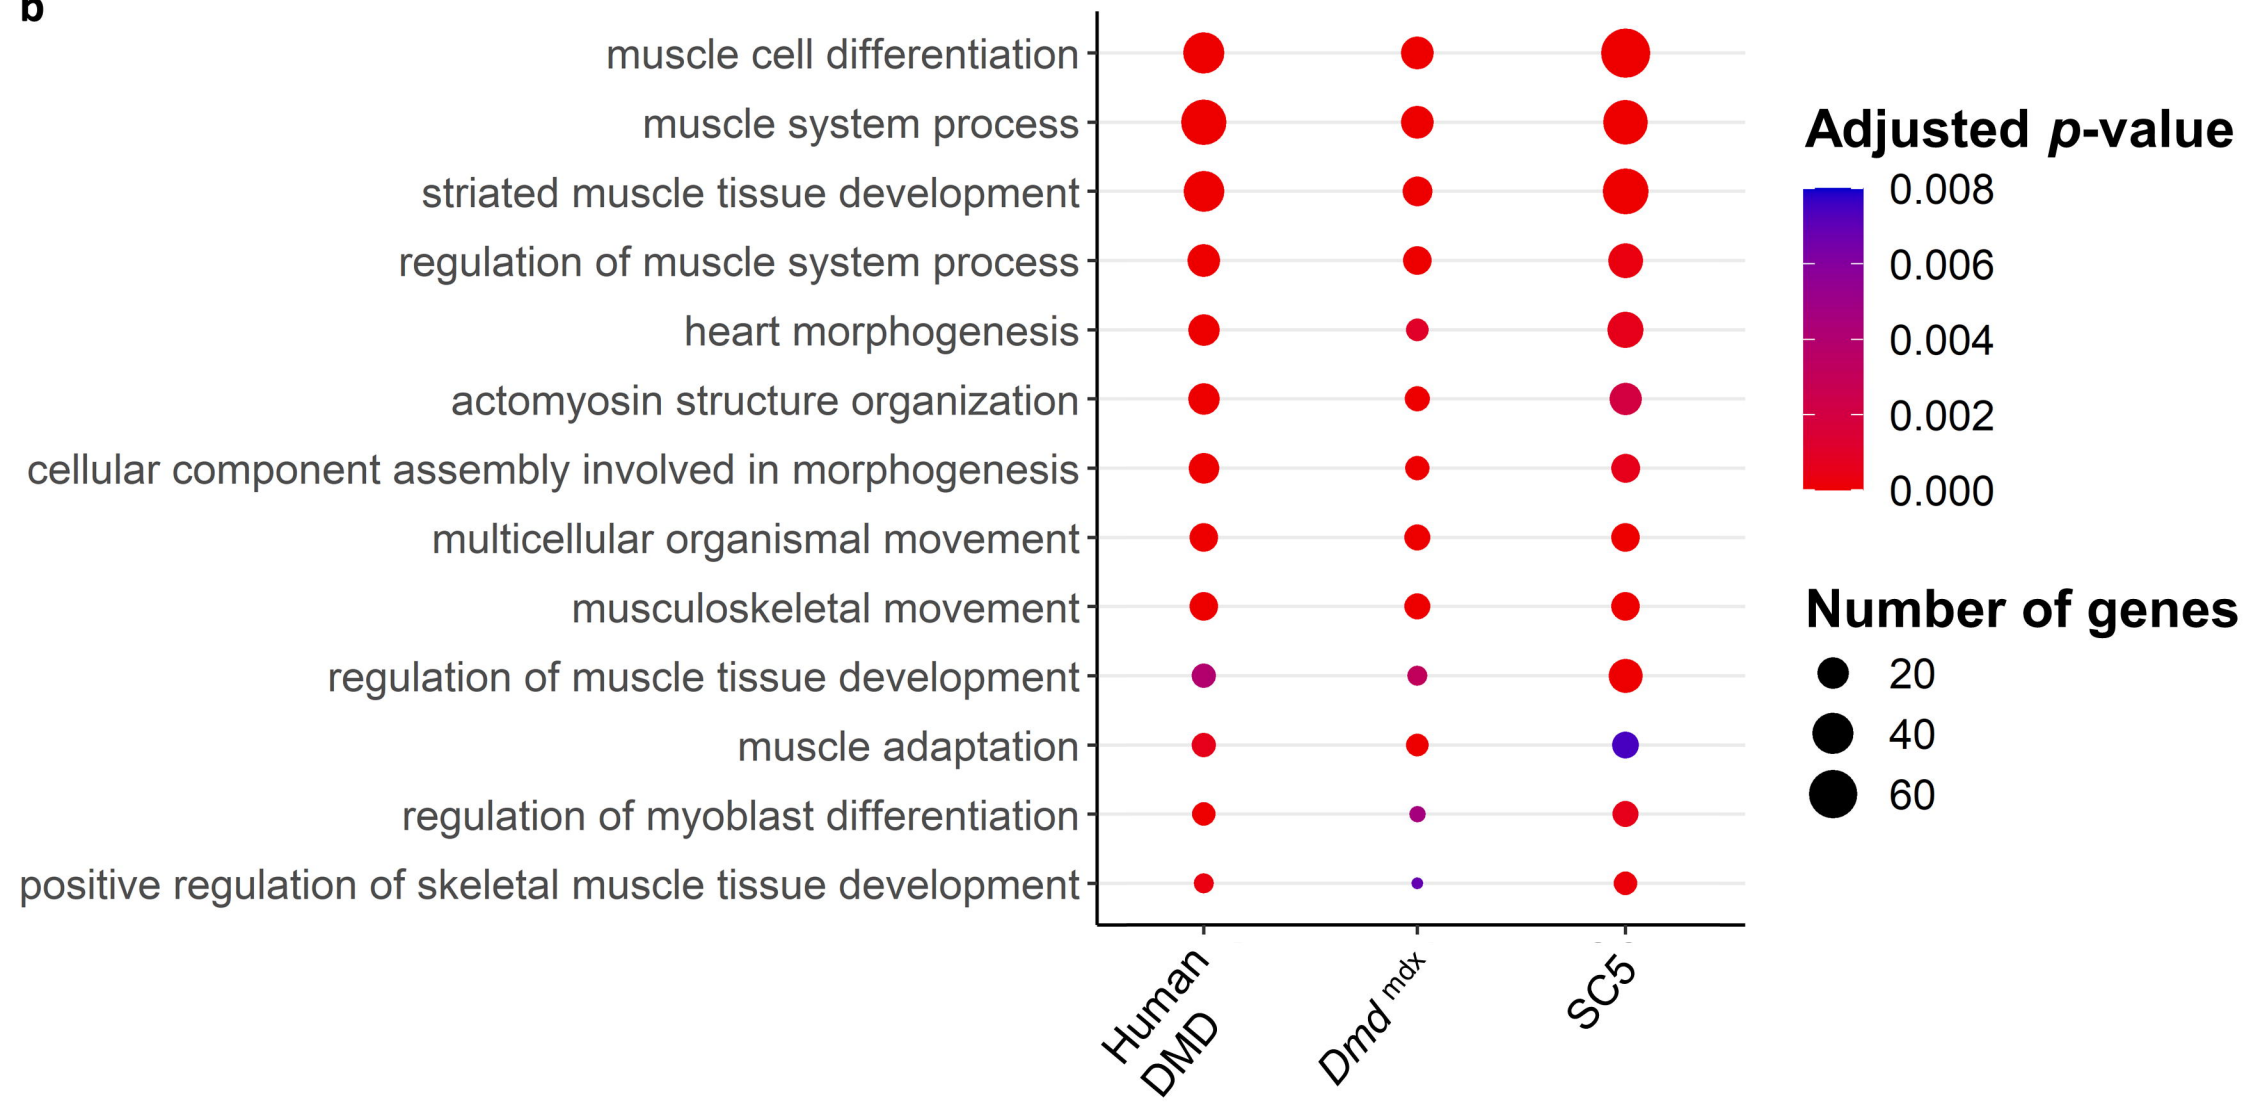 b
muscle cell differentiation
muscle system process
striated muscle tissue development
regulation of muscle system process
heart morphogenesis
actomyosin structure organization
cellular component assembly involved in morphogenesis
multicellular organismal movement
musculoskeletal movement
regulation of muscle tissue development
muscle adaptation
regulation of myoblast differentiation
positive regulation of skeletal muscle tissue development
Human
DMD
Dmd mdx
SC5
Adjusted p-value
0.008
0.006
0.004
0.002
0.000
Number of genes
20
40
60